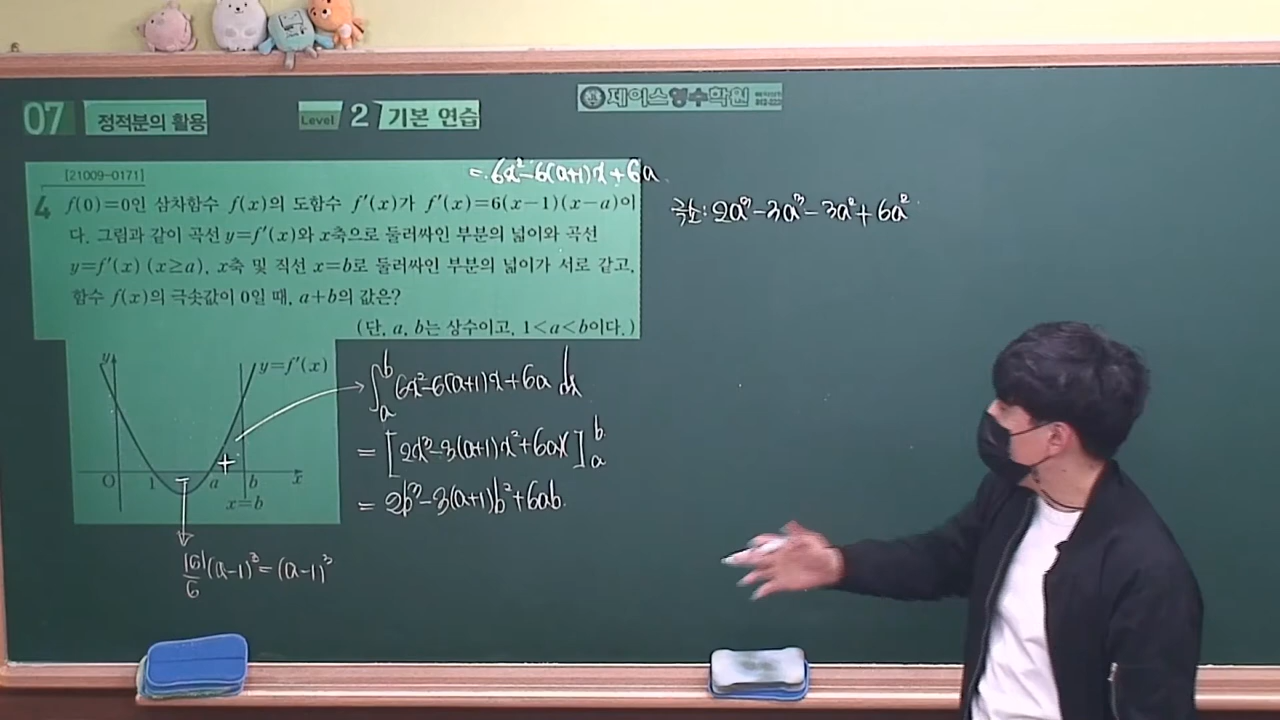 07 정적분의 활용 Level 2 기본 연습
제이스영수학원
[21009-0171]
= 6x²-6(a+1)x+6a
4 f(0)=0인 삼차함수 f(x)의 도함수 f′(x)가 f′(x)=6(x-1)(x-a)이
다. 그림과 같이 곡선 y=f′(x)와 x축으로 둘러싸인 부분의 넓이와 곡선
y=f′(x) (x≥a), x축 및 직선 x=b로 둘러싸인 부분의 넓이가 서로 같고,
함수 f(x)의 극솟값이 0일 때, a+b의 값은?
(단, a, b는 상수이고, 1<a<b이다.)
극소: 2a³-3a³-3a²+6a²
y
y=f′(x)
+
O 1 a b x
x=b
∫_a^b 6x²-6(a+1)x+6a dx
= [2x³-3(a+1)x²+6ax]_a^b
= 2b³-3(a+1)b²+6ab
|6|/6 (a-1)³=(a-1)³